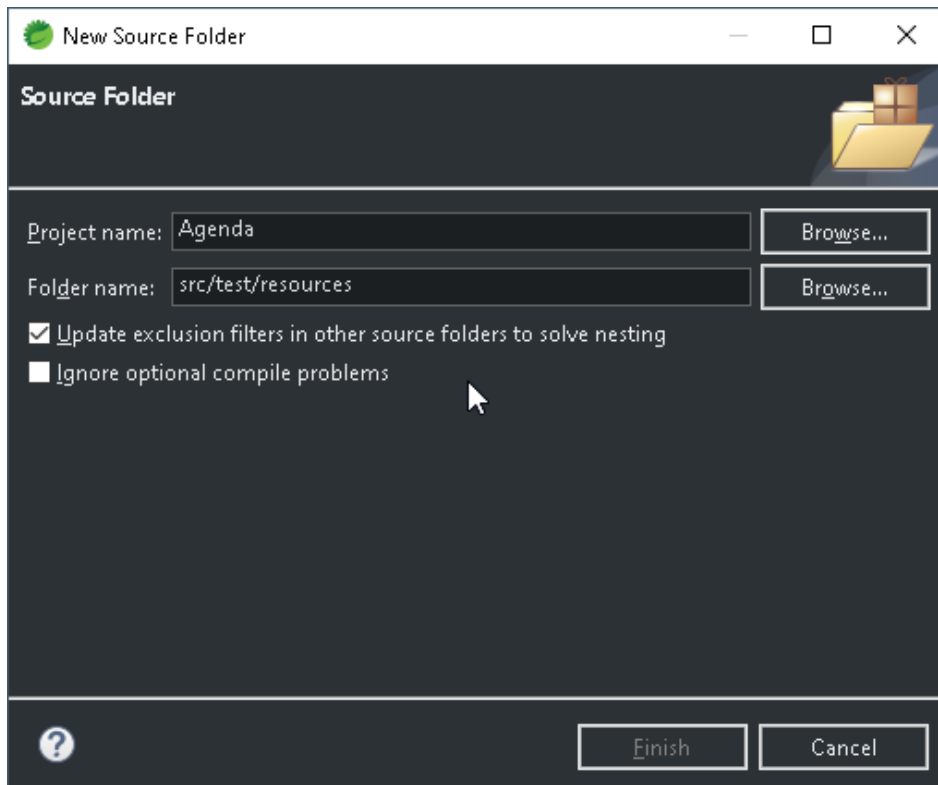 New Source Folder
Source Folder
Project name: Agenda Browse...
Folder name: src/test/resources Browse...
Update exclusion filters in other source folders to solve nesting
Ignore optional compile problems
? Finish Cancel